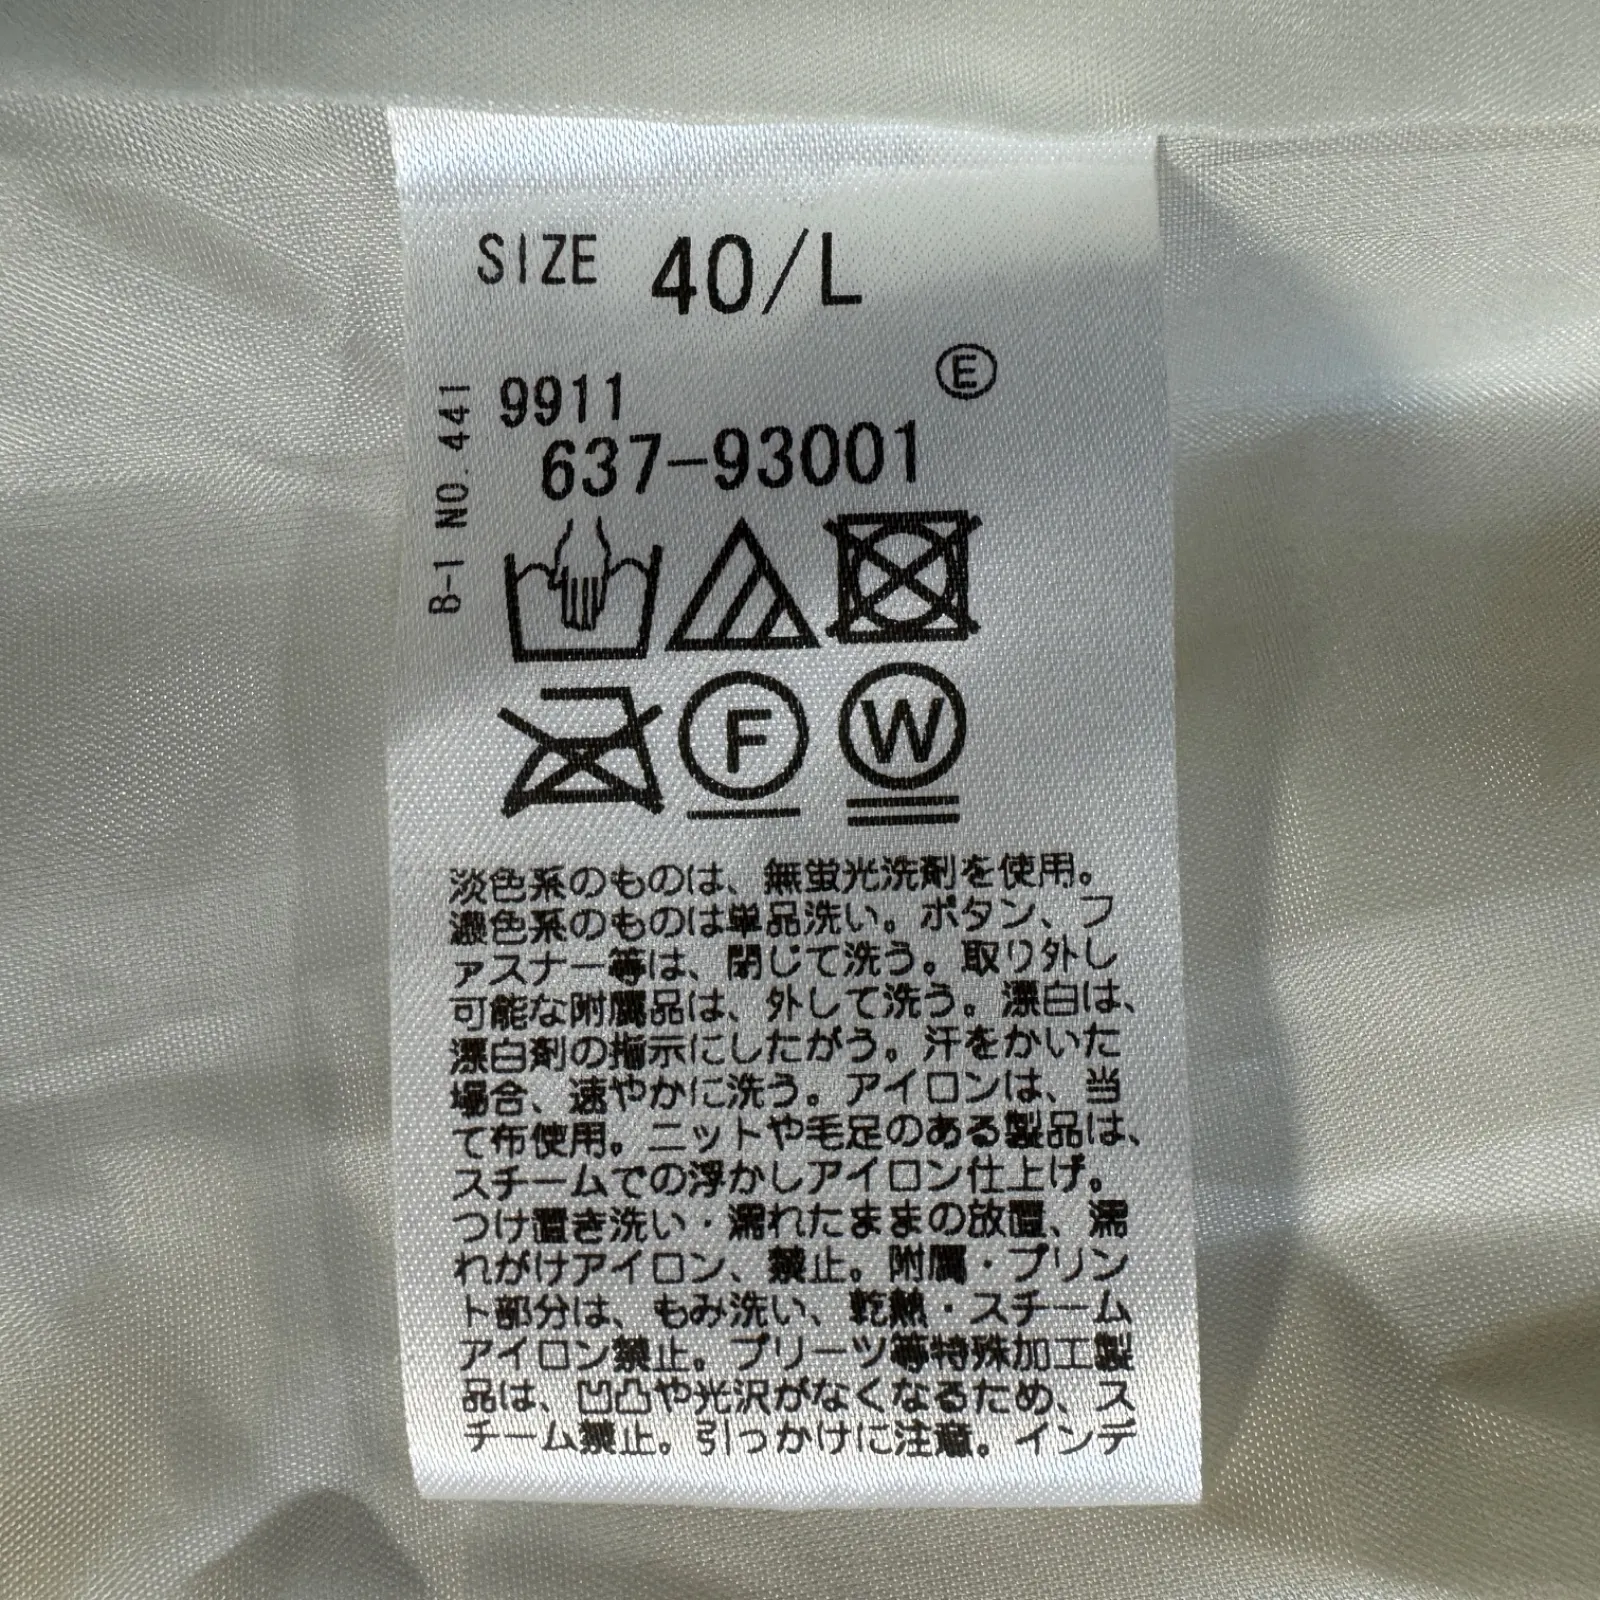 SIZE 40/L
Ⓔ
9911
637-93001
B-1 NO.441
F
W
淡色系のものは、無蛍光洗剤を使用。
濃色系のものは単品洗い。ボタン、フ
ァスナー等は、閉じて洗う。取り外し
可能な附属品は、外して洗う。漂白は、
漂白剤の指示にしたがう。汗をかいた
場合、速やかに洗う。アイロンは、当
て布使用。ニットや毛足のある製品は、
スチームでの浮かしアイロン仕上げ。
つけ置き洗い・濡れたままの放置、濡
れがけアイロン、禁止。附属・プリン
ト部分は、もみ洗い、乾熱・スチーム
アイロン禁止。プリーツ等特殊加工製
品は、凹凸や光沢がなくなるため、ス
チーム禁止。引っかけに注意。インデ